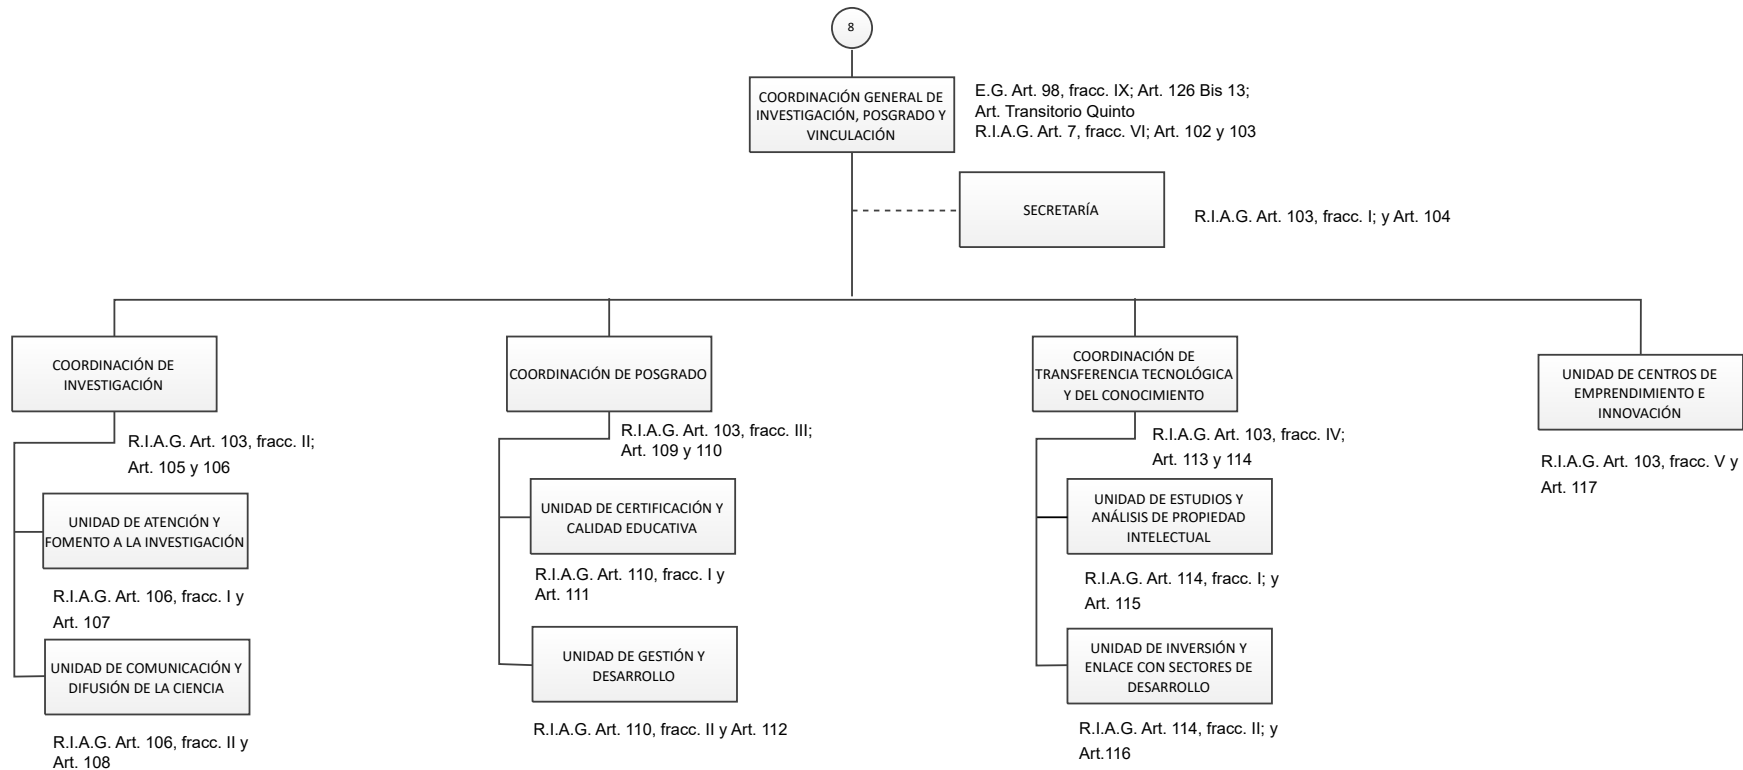 8
COORDINACIÓN GENERAL DE
INVESTIGACIÓN, POSGRADO Y
VINCULACIÓN
E.G. Art. 98, fracc. IX; Art. 126 Bis 13;
Art. Transitorio Quinto
R.I.A.G. Art. 7, fracc. VI; Art. 102 y 103
SECRETARÍA
R.I.A.G. Art. 103, fracc. I; y Art. 104
COORDINACIÓN DE
INVESTIGACIÓN
R.I.A.G. Art. 103, fracc. II;
Art. 105 y 106
UNIDAD DE ATENCIÓN Y
FOMENTO A LA INVESTIGACIÓN
R.I.A.G. Art. 106, fracc. I y
Art. 107
UNIDAD DE COMUNICACIÓN Y
DIFUSIÓN DE LA CIENCIA
R.I.A.G. Art. 106, fracc. II y
Art. 108
COORDINACIÓN DE POSGRADO
R.I.A.G. Art. 103, fracc. III;
Art. 109 y 110
UNIDAD DE CERTIFICACIÓN Y
CALIDAD EDUCATIVA
R.I.A.G. Art. 110, fracc. I y
Art. 111
UNIDAD DE GESTIÓN Y
DESARROLLO
R.I.A.G. Art. 110, fracc. II y Art. 112
COORDINACIÓN DE
TRANSFERENCIA TECNOLÓGICA
Y DEL CONOCIMIENTO
R.I.A.G. Art. 103, fracc. IV;
Art. 113 y 114
UNIDAD DE ESTUDIOS Y
ANÁLISIS DE PROPIEDAD
INTELECTUAL
R.I.A.G. Art. 114, fracc. I; y
Art. 115
UNIDAD DE INVERSIÓN Y
ENLACE CON SECTORES DE
DESARROLLO
R.I.A.G. Art. 114, fracc. II; y
Art.116
UNIDAD DE CENTROS DE
EMPRENDIMIENTO E
INNOVACIÓN
R.I.A.G. Art. 103, fracc. V y
Art. 117